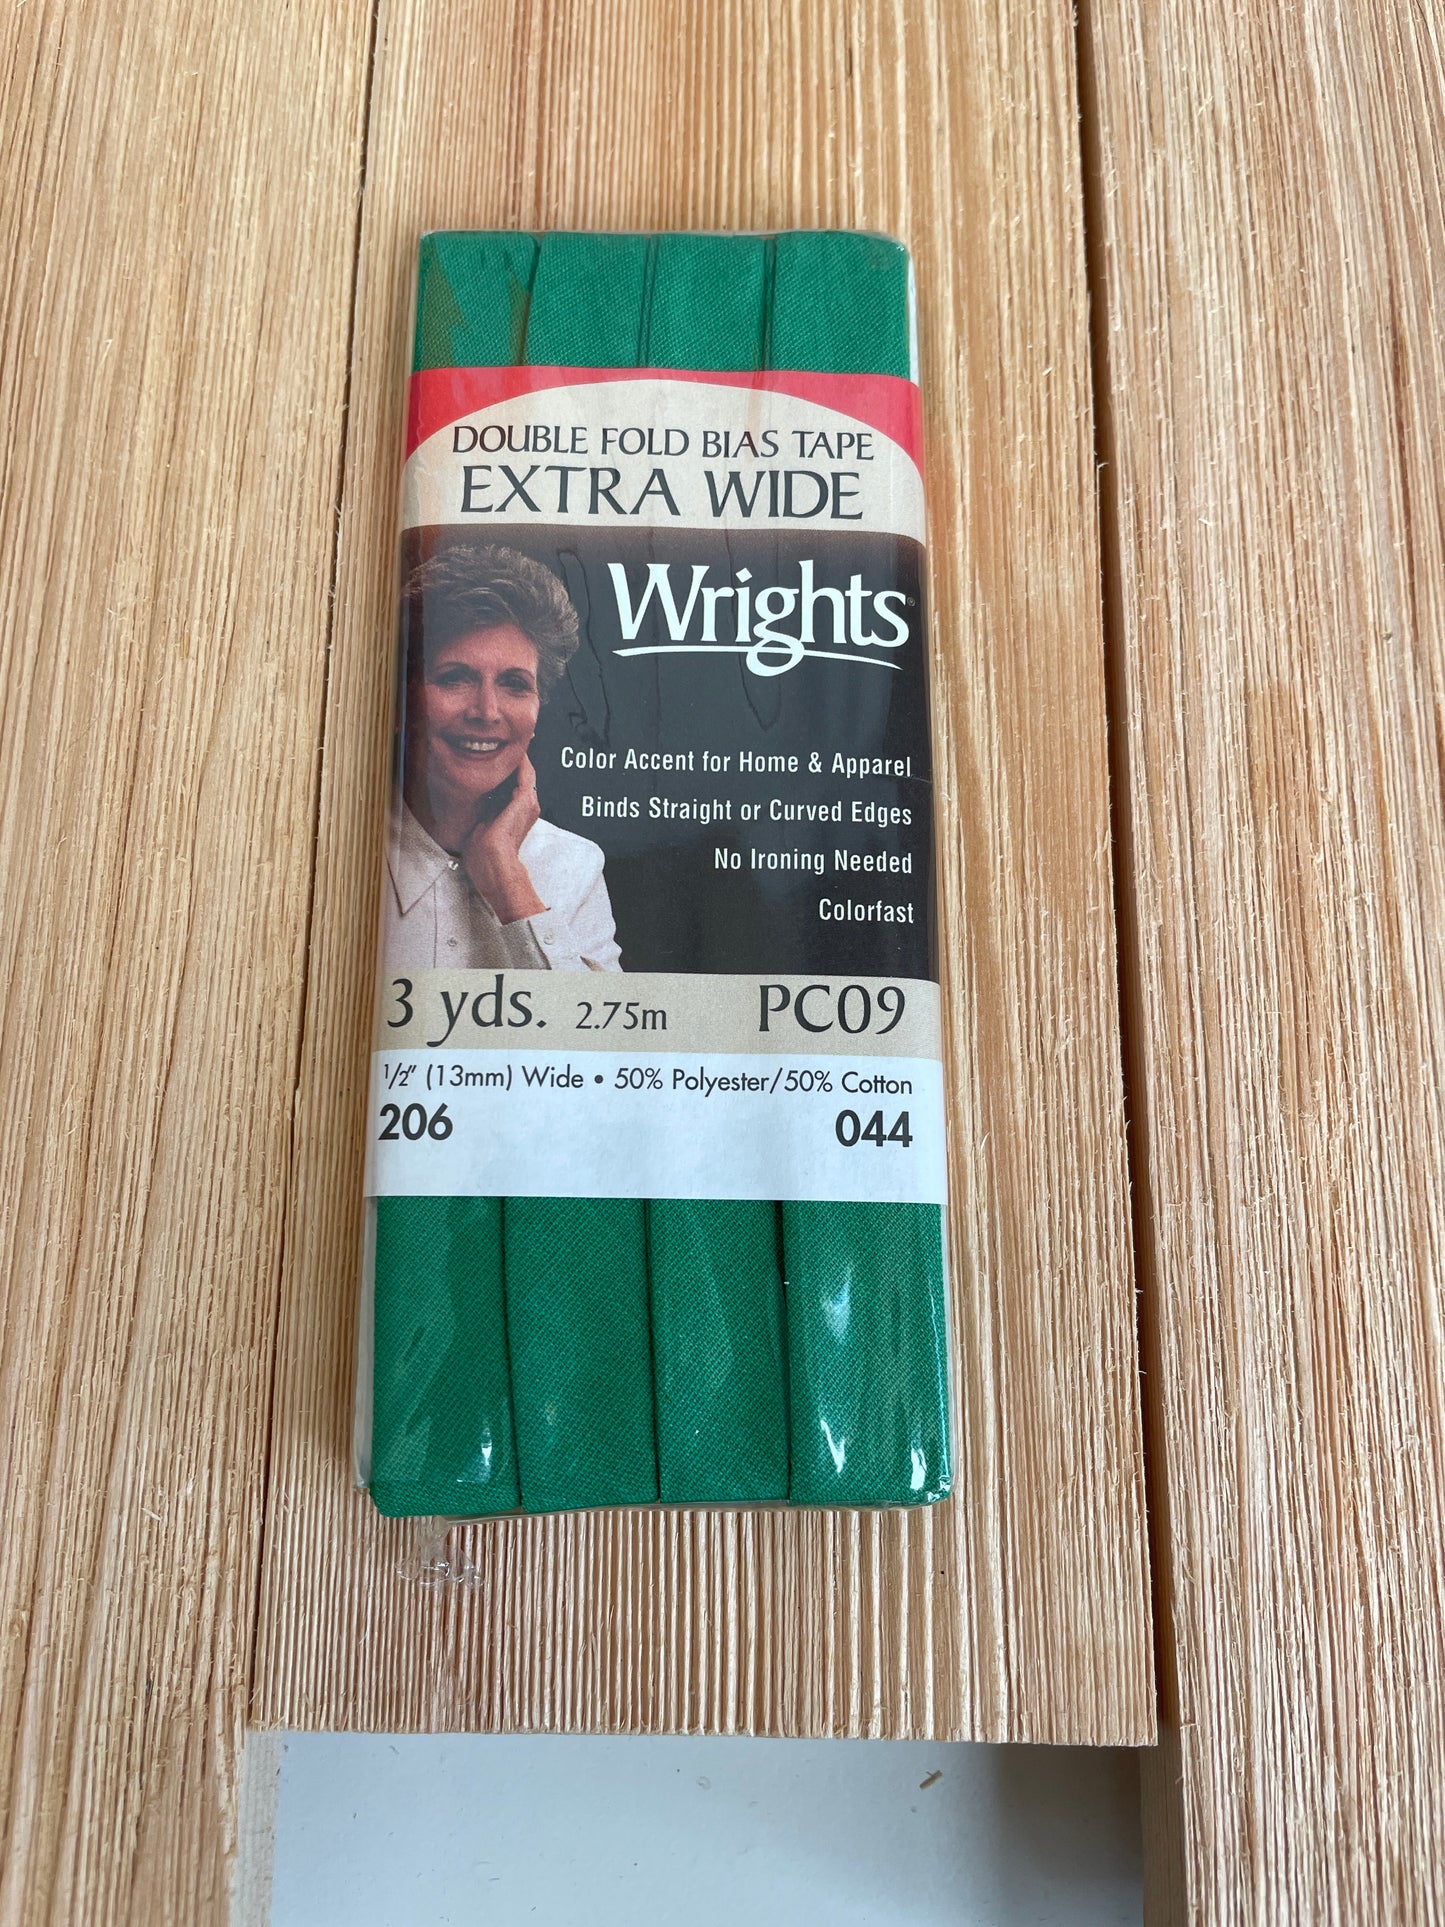 DOUBLE FOLD BIAS TAPE
EXTRA WIDE
Wrights®
Color Accent for Home & Apparel
Binds Straight or Curved Edges
No Ironing Needed
Colorfast
3 yds. 2.75m PC09
1/2" (13mm) Wide • 50% Polyester/50% Cotton
206 044